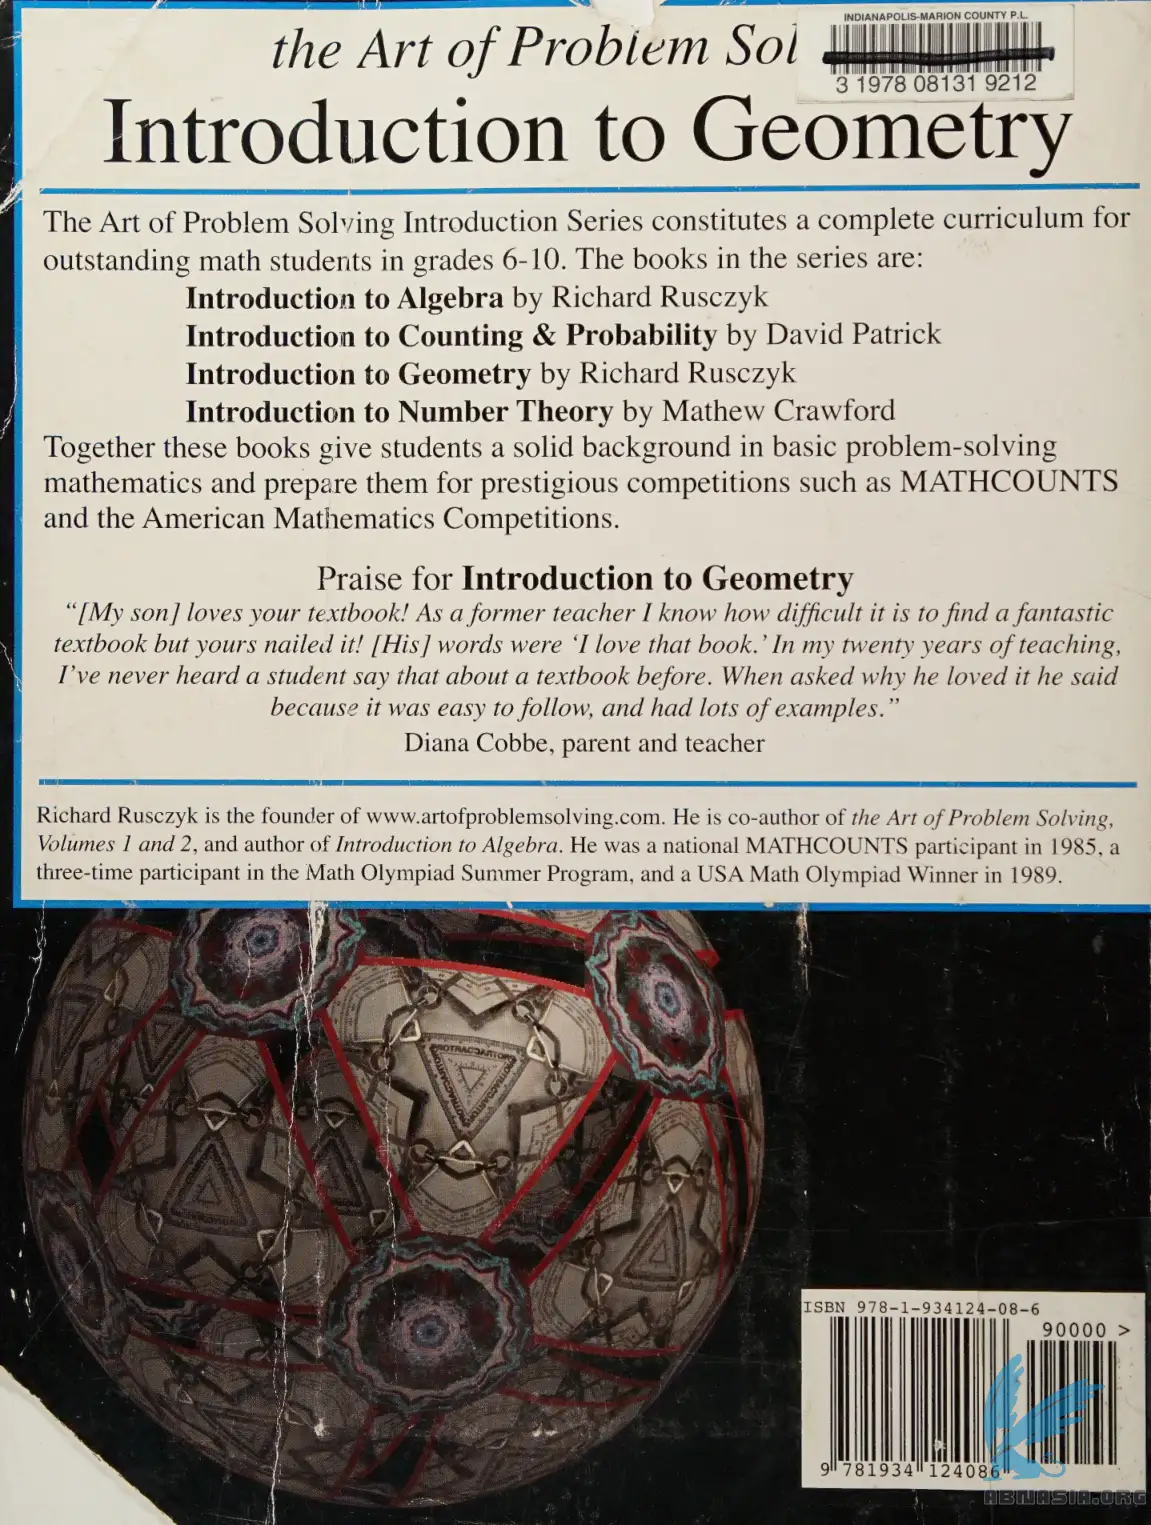 INDIANAPOLIS-MARION COUNTY P.L.
3 1978 08131 9212
the Art of Problem Sol
Introduction to Geometry
The Art of Problem Solving Introduction Series constitutes a complete curriculum for
outstanding math students in grades 6-10. The books in the series are:
Introduction to Algebra by Richard Rusczyk
Introduction to Counting & Probability by David Patrick
Introduction to Geometry by Richard Rusczyk
Introduction to Number Theory by Mathew Crawford
Together these books give students a solid background in basic problem-solving
mathematics and prepare them for prestigious competitions such as MATHCOUNTS
and the American Mathematics Competitions.
Praise for Introduction to Geometry
“[My son] loves your textbook! As a former teacher I know how difficult it is to find a fantastic
textbook but yours nailed it! [His] words were ‘I love that book.’ In my twenty years of teaching,
I’ve never heard a student say that about a textbook before. When asked why he loved it he said
because it was easy to follow, and had lots of examples.”
Diana Cobbe, parent and teacher
Richard Rusczyk is the founder of www.artofproblemsolving.com. He is co-author of the Art of Problem Solving,
Volumes 1 and 2, and author of Introduction to Algebra. He was a national MATHCOUNTS participant in 1985, a
three-time participant in the Math Olympiad Summer Program, and a USA Math Olympiad Winner in 1989.
ISBN 978-1-934124-08-6
90000 >
9 781934 124086
ABNASIA.ORG